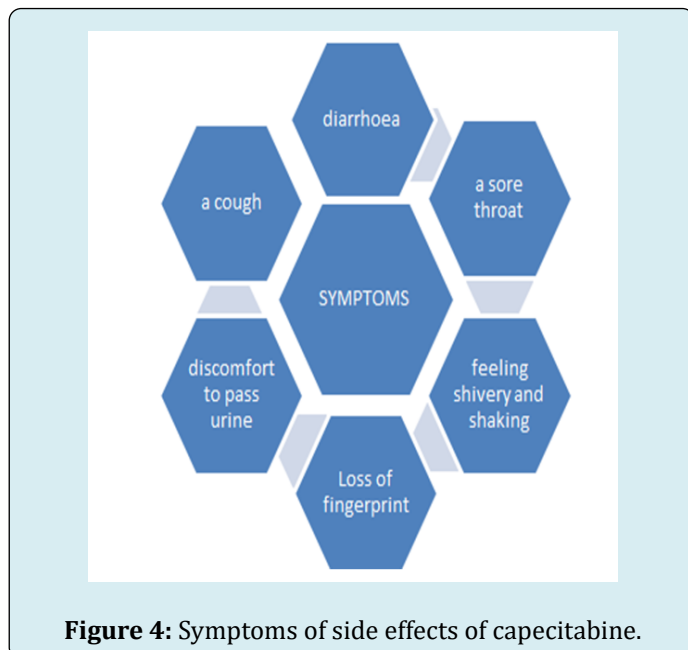 diarrhoea
a cough
a sore
throat
SYMPTOMS
discomfort
to pass
urine
feeling
shivery and
shaking
Loss of
fingerprint
Figure 4: Symptoms of side effects of capecitabine.